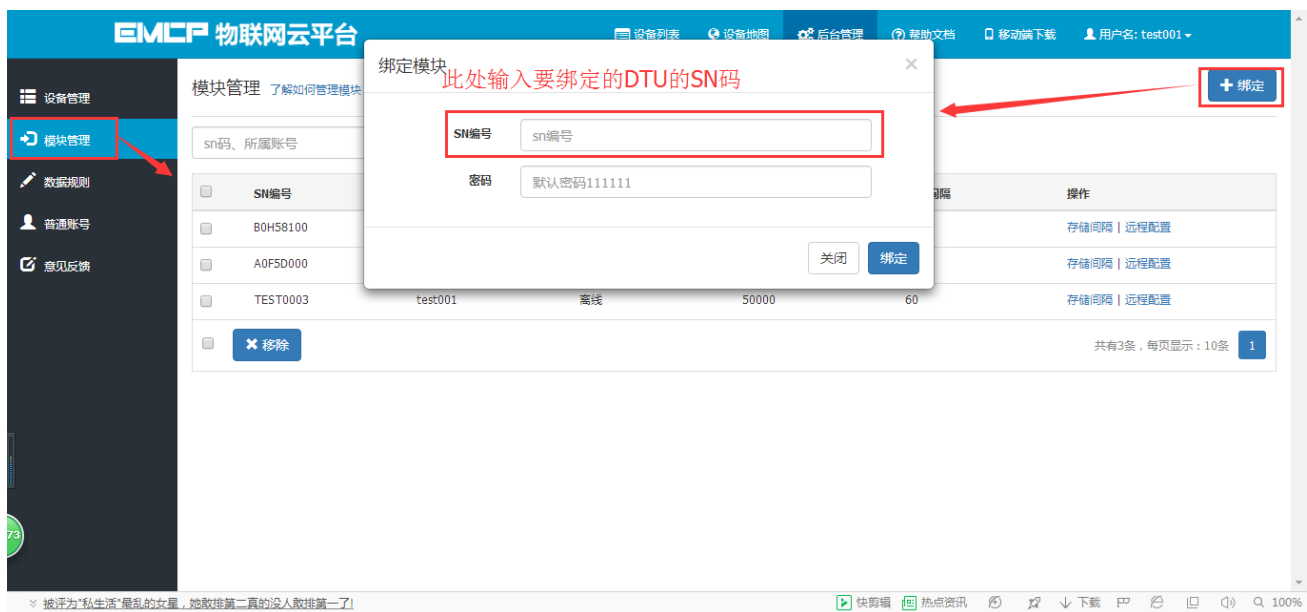 EMCP 物联网云平台
设备列表 设备地图 后台管理 帮助文档 移动端下载 用户名: test001
设备管理
模块管理
数据规则
普通账号
意见反馈
模块管理 了解如何管理模块
绑定
sn码、所属账号
绑定模块 ×
此处输入要绑定的DTU的SN码
SN编号 sn编号
密码 默认密码111111
关闭 绑定
SN编号 间隔 操作
B0H58100 存储间隔 | 远程配置
A0F5D000 存储间隔 | 远程配置
TEST0003 test001 离线 50000 60 存储间隔 | 远程配置
移除 共有3条，每页显示：10条 1
73
被评为"私生活"最乱的女星，她敢排第二真的没人敢排第一了!
快剪辑 热点资讯 下载 100%